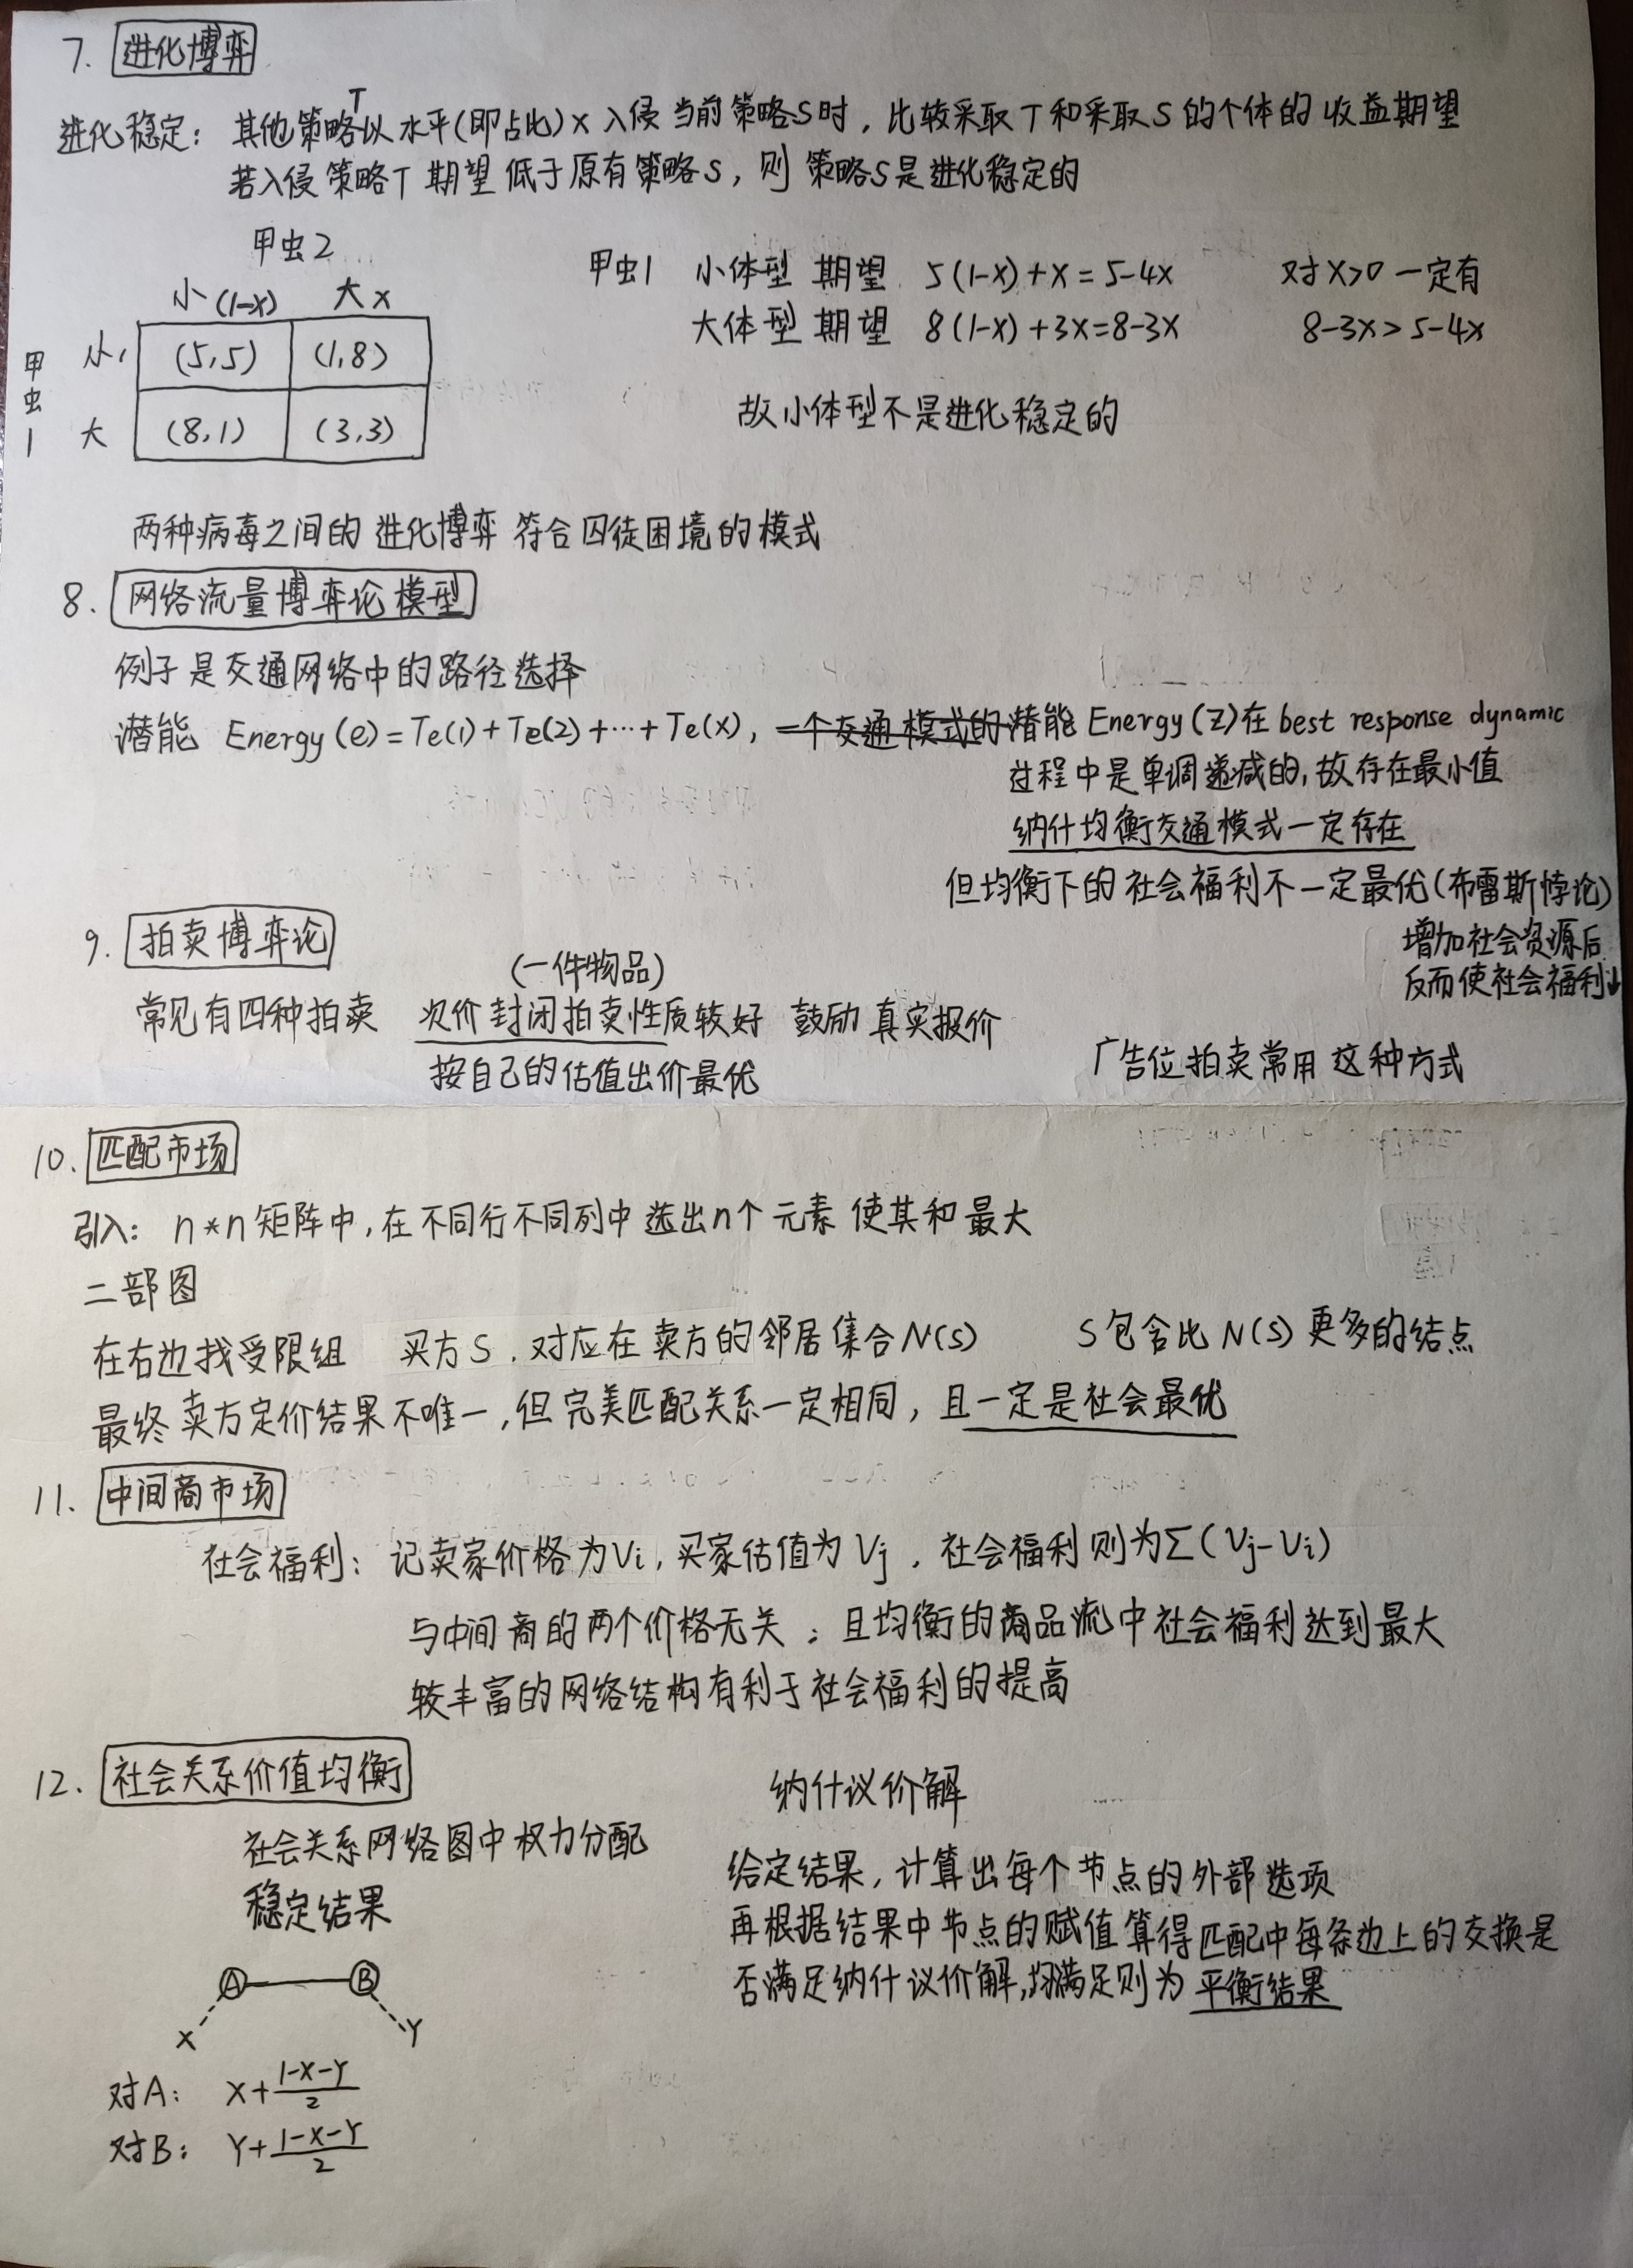 7. 进化博弈
进化稳定：其他策略T以水平(即占比)x入侵当前策略S时，比较采取T和采取S的个体的收益期望
若入侵策略T期望低于原有策略S，则策略S是进化稳定的
甲虫2
小(1-x) 大x
甲虫1
小 (5,5) (1,8)
大 (8,1) (3,3)
甲虫1 小体型 期望 5(1-x)+x=5-4x 对x>0一定有
大体型 期望 8(1-x)+3x=8-3x 8-3x>5-4x
故小体型不是进化稳定的
两种病毒之间的进化博弈符合囚徒困境的模式
8. 网络流量博弈论模型
例子是交通网络中的路径选择
潜能 Energy(e)=Te(1)+Te(2)+···+Te(x)，一个交通模式的潜能Energy(Z)在best response dynamic
过程中是单调递减的,故存在最小值
纳什均衡交通模式一定存在
但均衡下的社会福利不一定最优(布雷斯悖论)
增加社会资源后
反而使社会福利↓
9. 拍卖博弈论
(一件物品)
常见有四种拍卖 次价封闭拍卖性质较好 鼓励真实报价
按自己的估值出价最优
广告位拍卖常用这种方式
10. 匹配市场
引入：n*n矩阵中,在不同行不同列中选出n个元素使其和最大
二部图
在右边找受限组 买方S，对应在卖方的邻居集合N(S) S包含比N(S)更多的结点
最终卖方定价结果不唯一,但完美匹配关系一定相同，且一定是社会最优
11. 中间商市场
社会福利：记卖家价格为Vi,买家估值为Vj，社会福利则为Σ(Vj-Vi)
与中间商的两个价格无关；且均衡的商品流中社会福利达到最大
较丰富的网络结构有利于社会福利的提高
12. 社会关系价值均衡
社会关系网络图中权力分配
稳定结果
A B
X Y
对A： X+\frac{1-X-Y}{2}
对B： Y+\frac{1-X-Y}{2}
纳什议价解
给定结果，计算出每个节点的外部选项
再根据结果中节点的赋值算得匹配中每条边上的交换是
否满足纳什议价解,均满足则为平衡结果